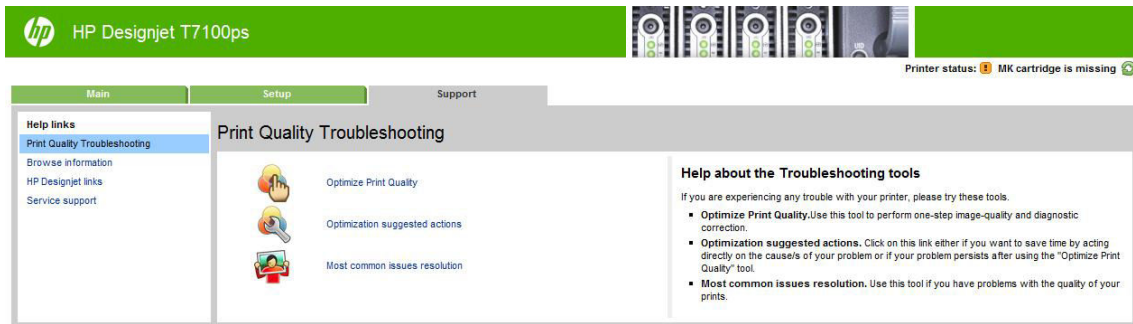 hp HP Designjet T7100ps
UID
Printer status: MK cartridge is missing
Main Setup Support
Help links
Print Quality Troubleshooting
Browse information
HP Designjet links
Service support
Print Quality Troubleshooting
Optimize Print Quality
Optimization suggested actions
Most common issues resolution
Help about the Troubleshooting tools
If you are experiencing any trouble with your printer, please try these tools.
▪ Optimize Print Quality.Use this tool to perform one-step image-quality and diagnostic
correction.
▪ Optimization suggested actions. Click on this link either if you want to save time by acting
directly on the cause/s of your problem or if your problem persists after using the "Optimize Print
Quality" tool.
▪ Most common issues resolution. Use this tool if you have problems with the quality of your
prints.